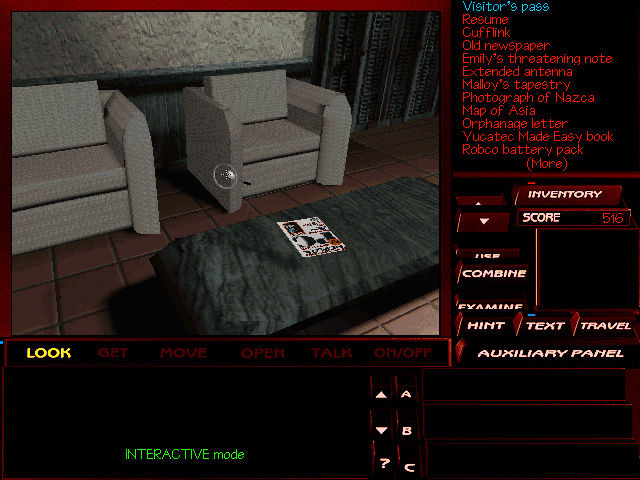 Visitor's pass
Resume
Cufflink
Old newspaper
Emily's threatening note
Extended antenna
Malloy's tapestry
Photograph of Nazca
Map of Asia
Orphanage letter
Yucatec Made Easy book
Robco battery pack
(More)
INVENTORY
SCORE 516
USE
COMBINE
EXAMINE
HINT TEXT TRAVEL
AUXILIARY PANEL
LOOK GET MOVE OPEN TALK ON/OFF
A
B
? C
INTERACTIVE mode